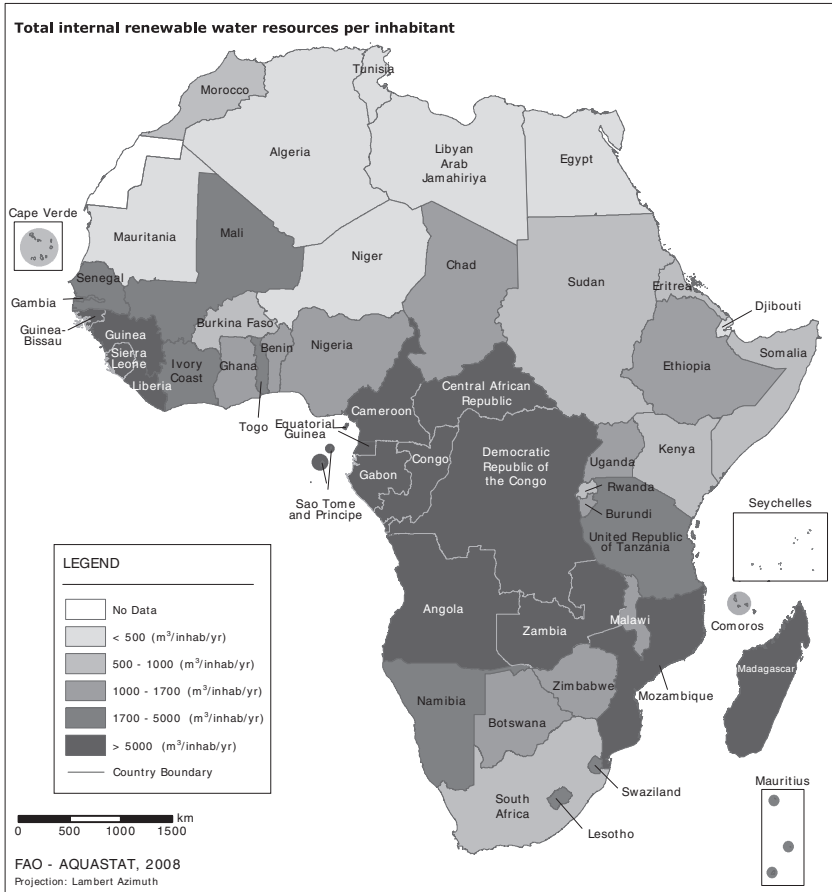 Total internal renewable water resources per inhabitant
Tunisia
Morocco
Algeria
Libyan
Arab
Jamahiriya
Egypt
Cape Verde
Mauritania
Mali
Niger
Chad
Sudan
Eritrea
Senegal
Gambia
Guinea-
Bissau
Djibouti
Burkina Faso
Guinea
Benin
Nigeria
Somalia
Sierra
Leone
Ivory
Coast
Ghana
Ethiopia
Liberia
Central African
Republic
Cameroon
Togo
Equatorial
Guinea
Congo
Democratic
Republic of
the Congo
Kenya
Uganda
Gabon
Rwanda
Sao Tome
and Principe
Burundi
Seychelles
United Republic
of Tanzania
LEGEND
No Data
< 500 (m³/inhab/yr)
500 - 1000 (m³/inhab/yr)
1000 - 1700 (m³/inhab/yr)
1700 - 5000 (m³/inhab/yr)
> 5000 (m³/inhab/yr)
Country Boundary
Angola
Malawi
Zambia
Comoros
Madagascar
Zimbabwe
Mozambique
Namibia
Botswana
Swaziland
South
Africa
Lesotho
Mauritius
km
0 500 1000 1500
FAO - AQUASTAT, 2008
Projection: Lambert Azimuth